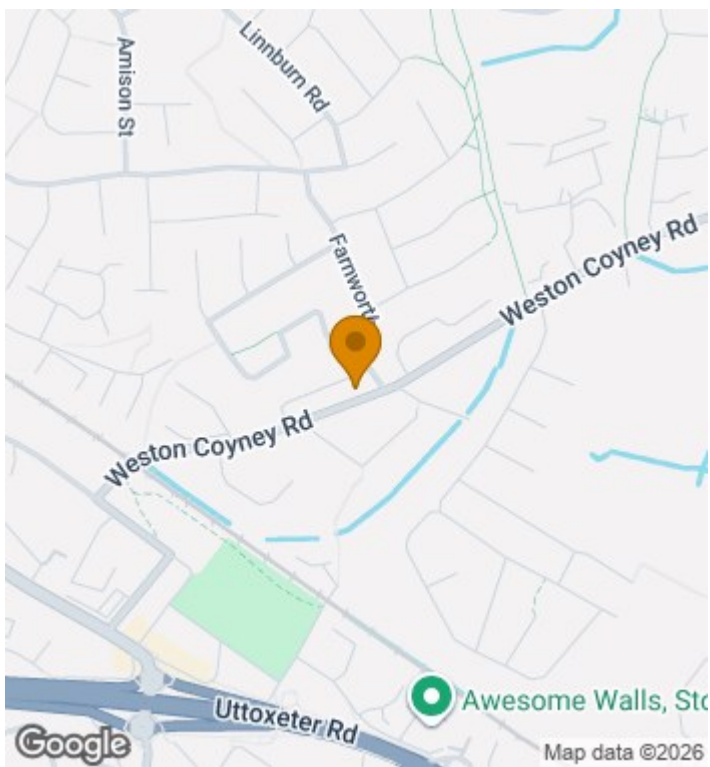 Linnburn Rd
Amison St
Weston Coyney Rd
Farnworth
Weston Coyney Rd
Awesome Walls, Sto
Uttoxeter Rd
Google
Map data ©2026